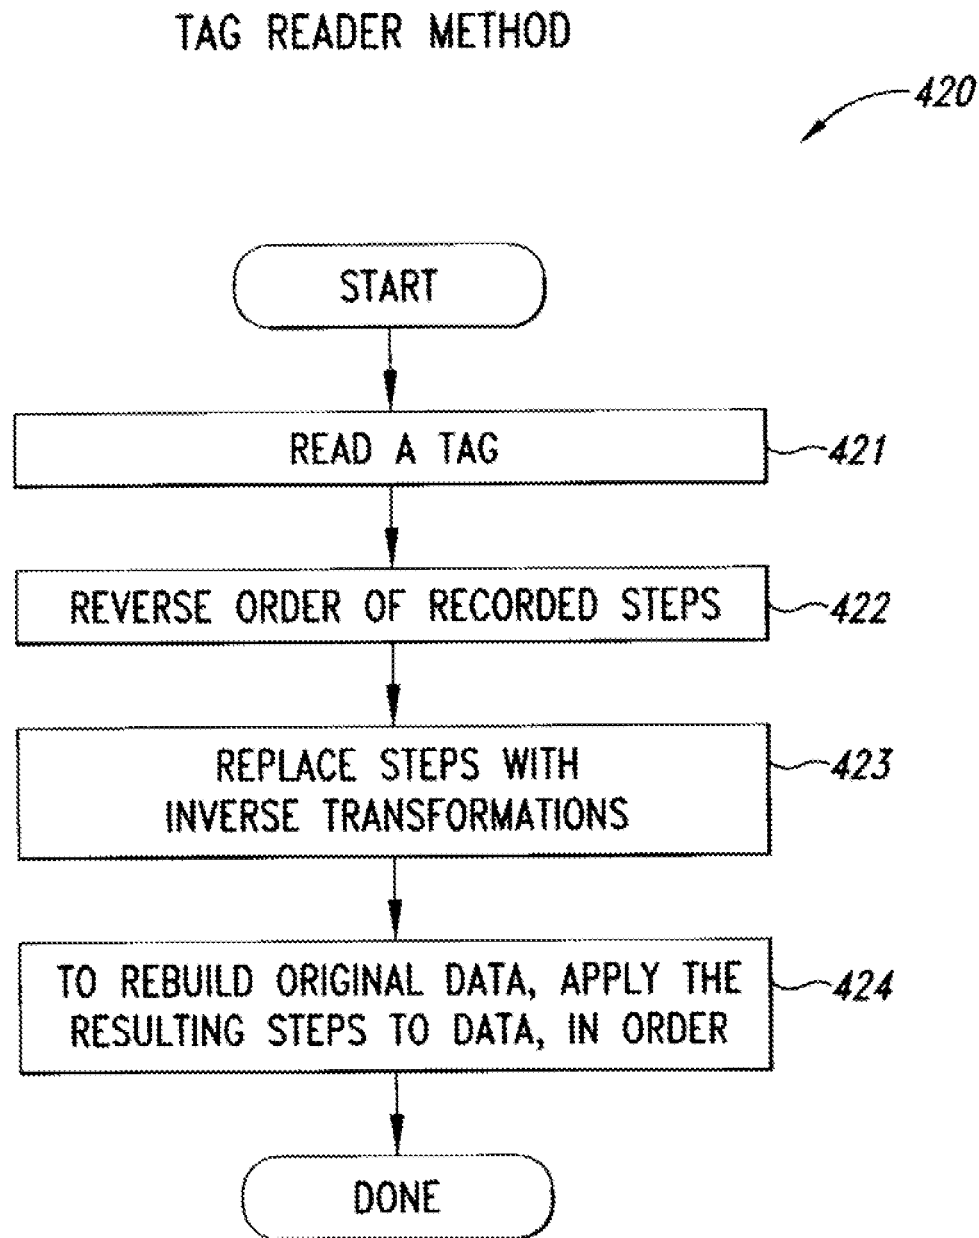 TAG READER METHOD
420
START
READ A TAG
421
REVERSE ORDER OF RECORDED STEPS
422
REPLACE STEPS WITH
INVERSE TRANSFORMATIONS
423
TO REBUILD ORIGINAL DATA, APPLY THE
RESULTING STEPS TO DATA, IN ORDER
424
DONE